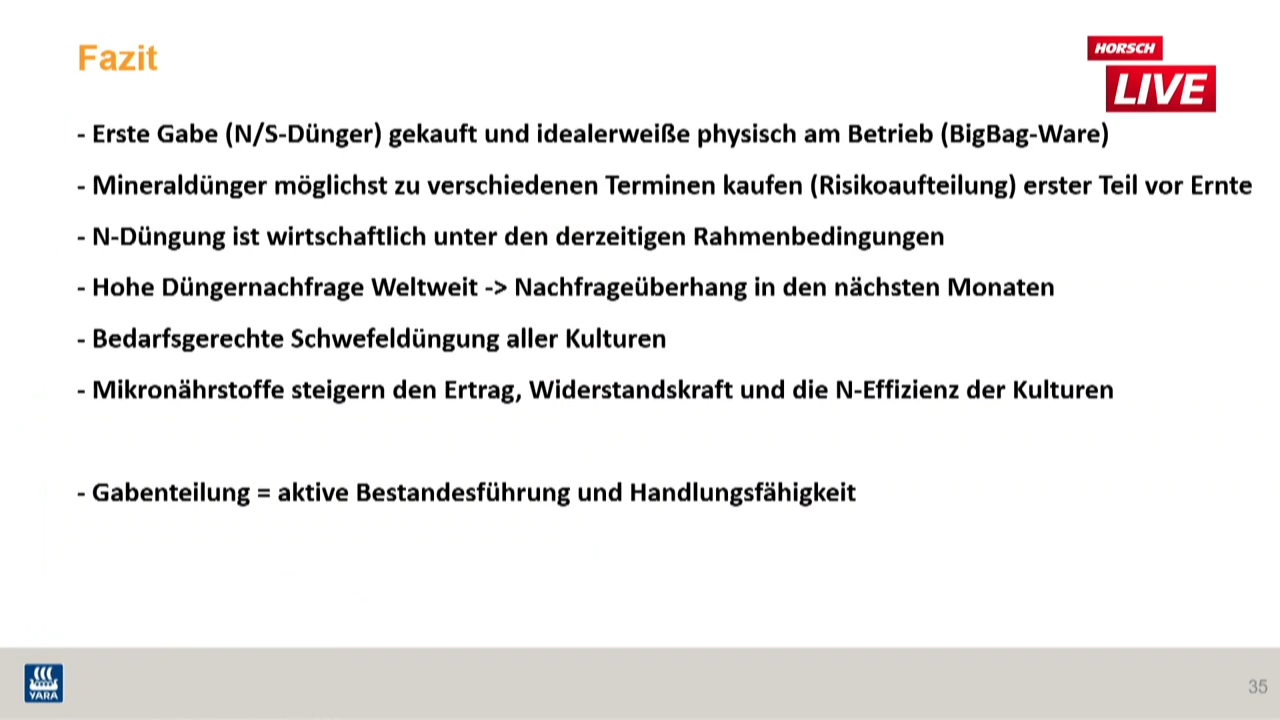 Fazit
HORSCH
LIVE
- Erste Gabe (N/S-Dünger) gekauft und idealerweiße physisch am Betrieb (BigBag-Ware)
- Mineraldünger möglichst zu verschiedenen Terminen kaufen (Risikoaufteilung) erster Teil vor Ernte
- N-Düngung ist wirtschaftlich unter den derzeitigen Rahmenbedingungen
- Hohe Düngernachfrage Weltweit -> Nachfrageüberhang in den nächsten Monaten
- Bedarfsgerechte Schwefeldüngung aller Kulturen
- Mikronährstoffe steigern den Ertrag, Widerstandskraft und die N-Effizienz der Kulturen
- Gabenteilung = aktive Bestandesführung und Handlungsfähigkeit
YARA
35